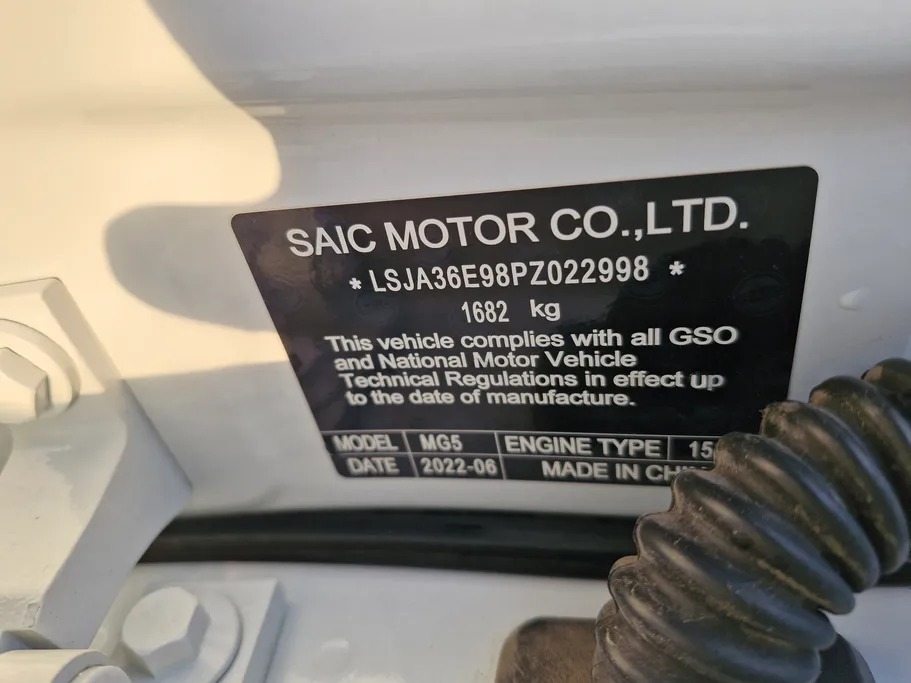 SAIC MOTOR CO.,LTD.
* LSJA36E98PZ022998 *
1682 kg
This vehicle complies with all GSO
and National Motor Vehicle
Technical Regulations in effect up
to the date of manufacture.
MODEL MG5 ENGINE TYPE
DATE 2022-06 MADE IN